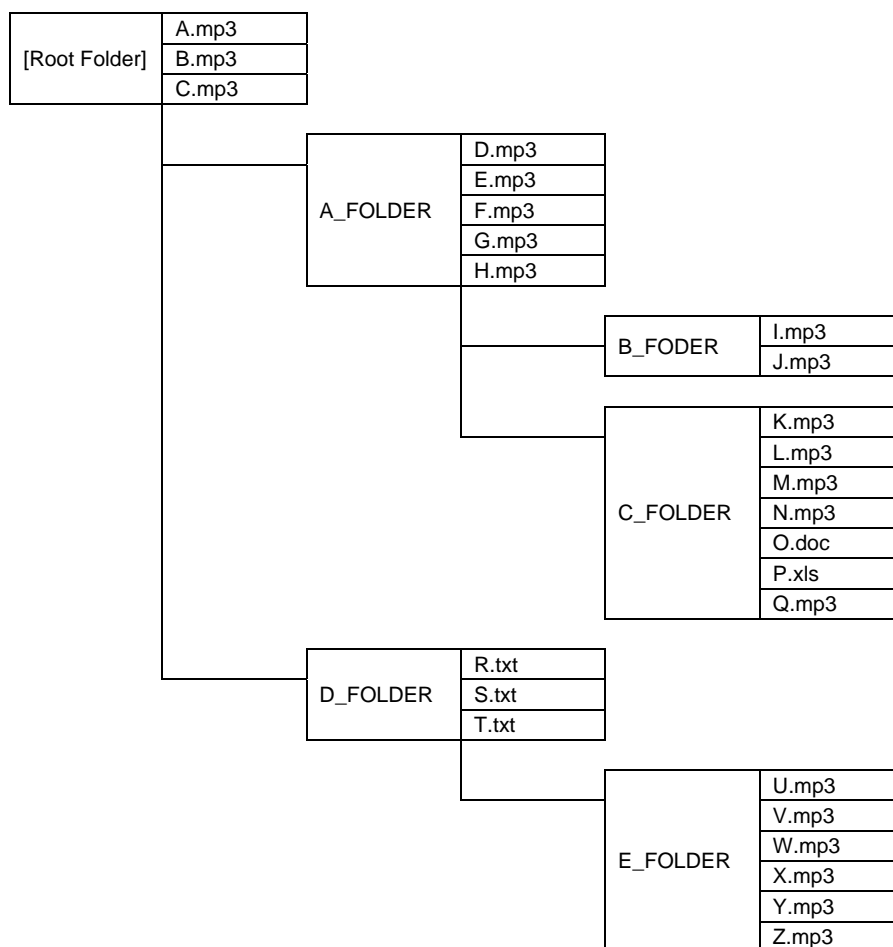 [Root Folder]
A.mp3
B.mp3
C.mp3
A_FOLDER
D.mp3
E.mp3
F.mp3
G.mp3
H.mp3
B_FODER
I.mp3
J.mp3
C_FOLDER
K.mp3
L.mp3
M.mp3
N.mp3
O.doc
P.xls
Q.mp3
D_FOLDER
R.txt
S.txt
T.txt
E_FOLDER
U.mp3
V.mp3
W.mp3
X.mp3
Y.mp3
Z.mp3